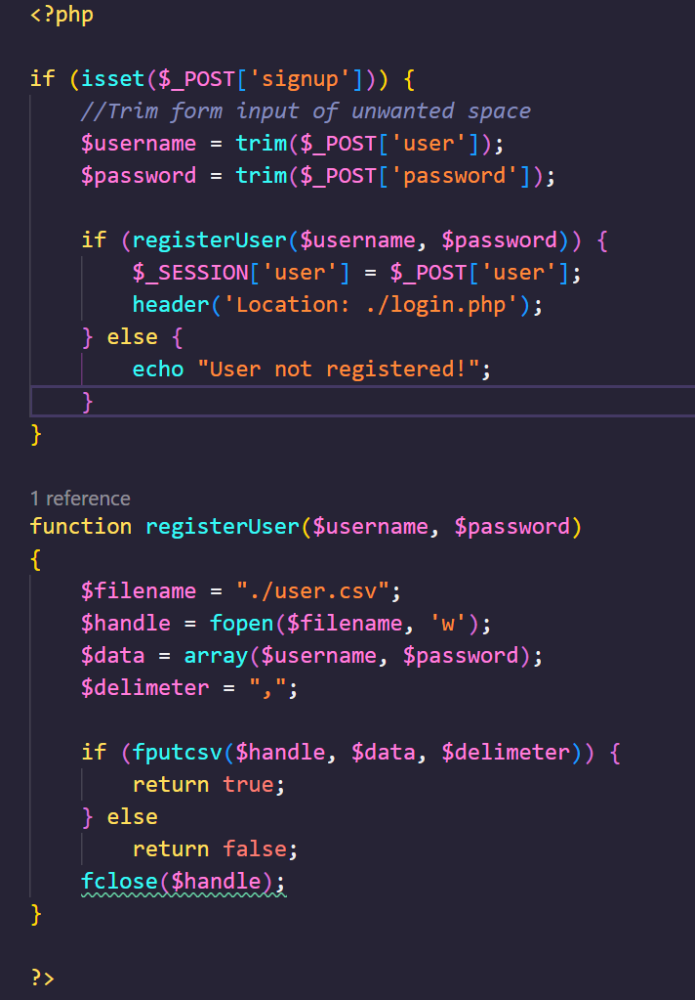 <?php
if (isset($_POST['signup'])) {
//Trim form input of unwanted space
$username = trim($_POST['user']);
$password = trim($_POST['password']);
if (registerUser($username, $password)) {
$_SESSION['user'] = $_POST['user'];
header('Location: ./login.php');
} else {
echo "User not registered!";
}
}
1 reference
function registerUser($username, $password)
{
$filename = "./user.csv";
$handle = fopen($filename, 'w');
$data = array($username, $password);
$delimeter = ",";
if (fputcsv($handle, $data, $delimeter)) {
return true;
} else
return false;
fclose($handle);
}
?>